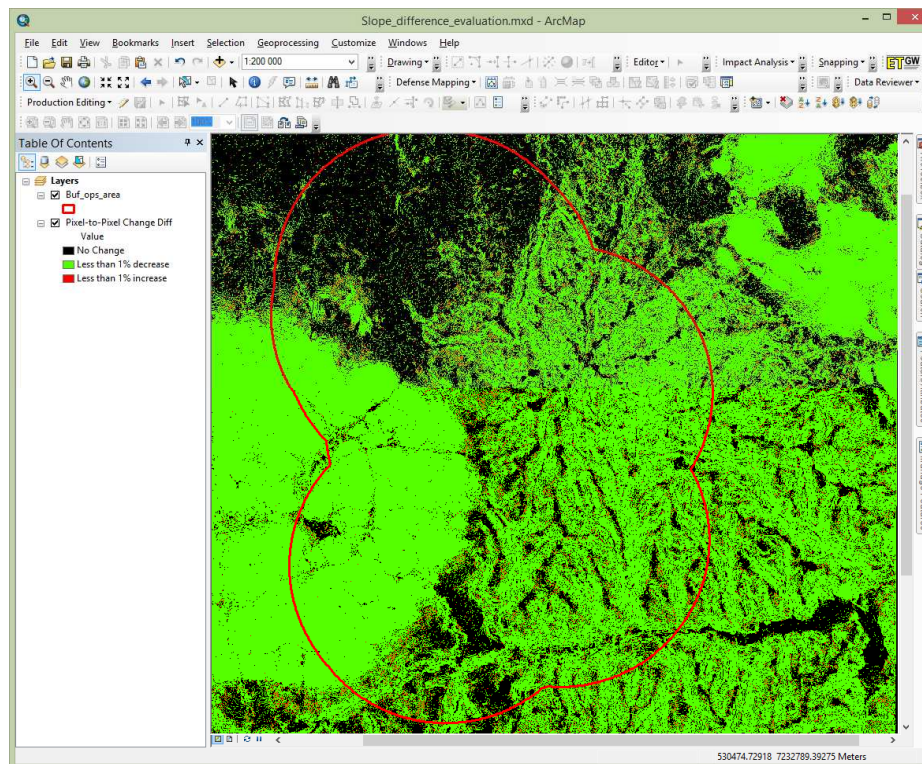 Slope_difference_evaluation.mxd - ArcMap
File Edit View Bookmarks Insert Selection Geoprocessing Customize Windows Help
1:200 000 Drawing Editor Impact Analysis Snapping ET GW
Defense Mapping Data Reviewer
Production Editing
Table Of Contents
Layers
Buf_ops_area
Pixel-to-Pixel Change Diff
Value
No Change
Less than 1% decrease
Less than 1% increase
530474.72918 7232789.39275 Meters